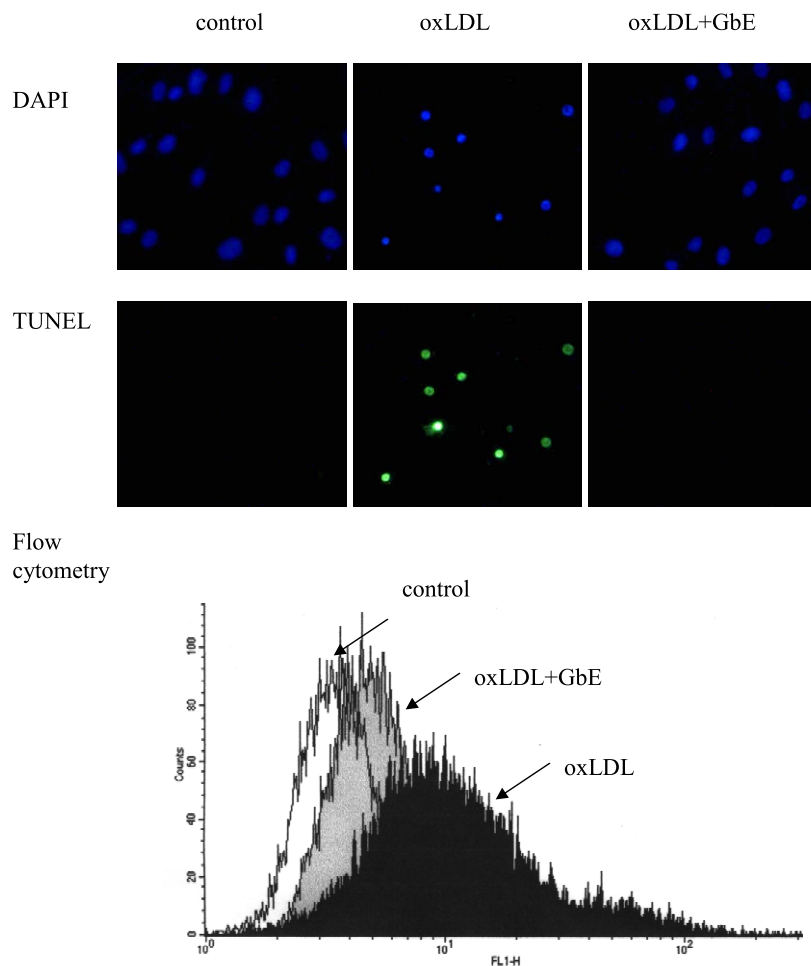 control oxLDL oxLDL+GbE
DAPI
TUNEL
Flow
cytometry
control
oxLDL+GbE
oxLDL
Counts
100
80
60
40
20
0
10⁰ 10¹ 10²
FL1-H